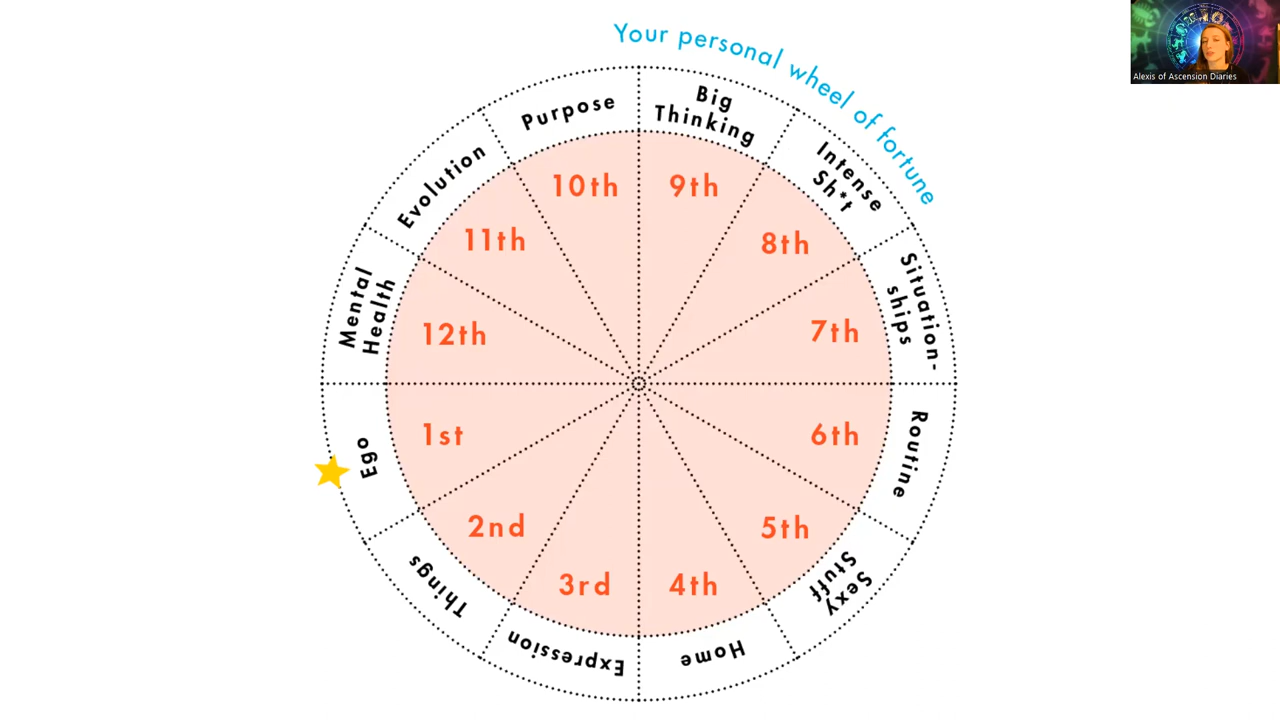 Your personal wheel of fortune
Alexis of Ascension Diaries
Purpose
Big
Thinking
Intense
Sh*t
Situation-
ships
Routine
Sexy
Stuff
Home
Expression
Things
Ego
Mental
Health
Evolution
10th
9th
8th
7th
6th
5th
4th
3rd
2nd
1st
12th
11th